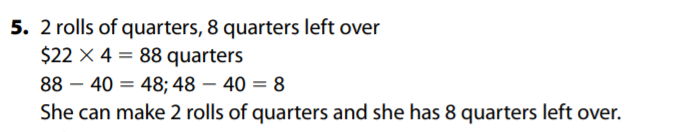 5. 2 rolls of quarters, 8 quarters left over
$22 × 4 = 88 quarters
88 − 40 = 48; 48 − 40 = 8
She can make 2 rolls of quarters and she has 8 quarters left over.